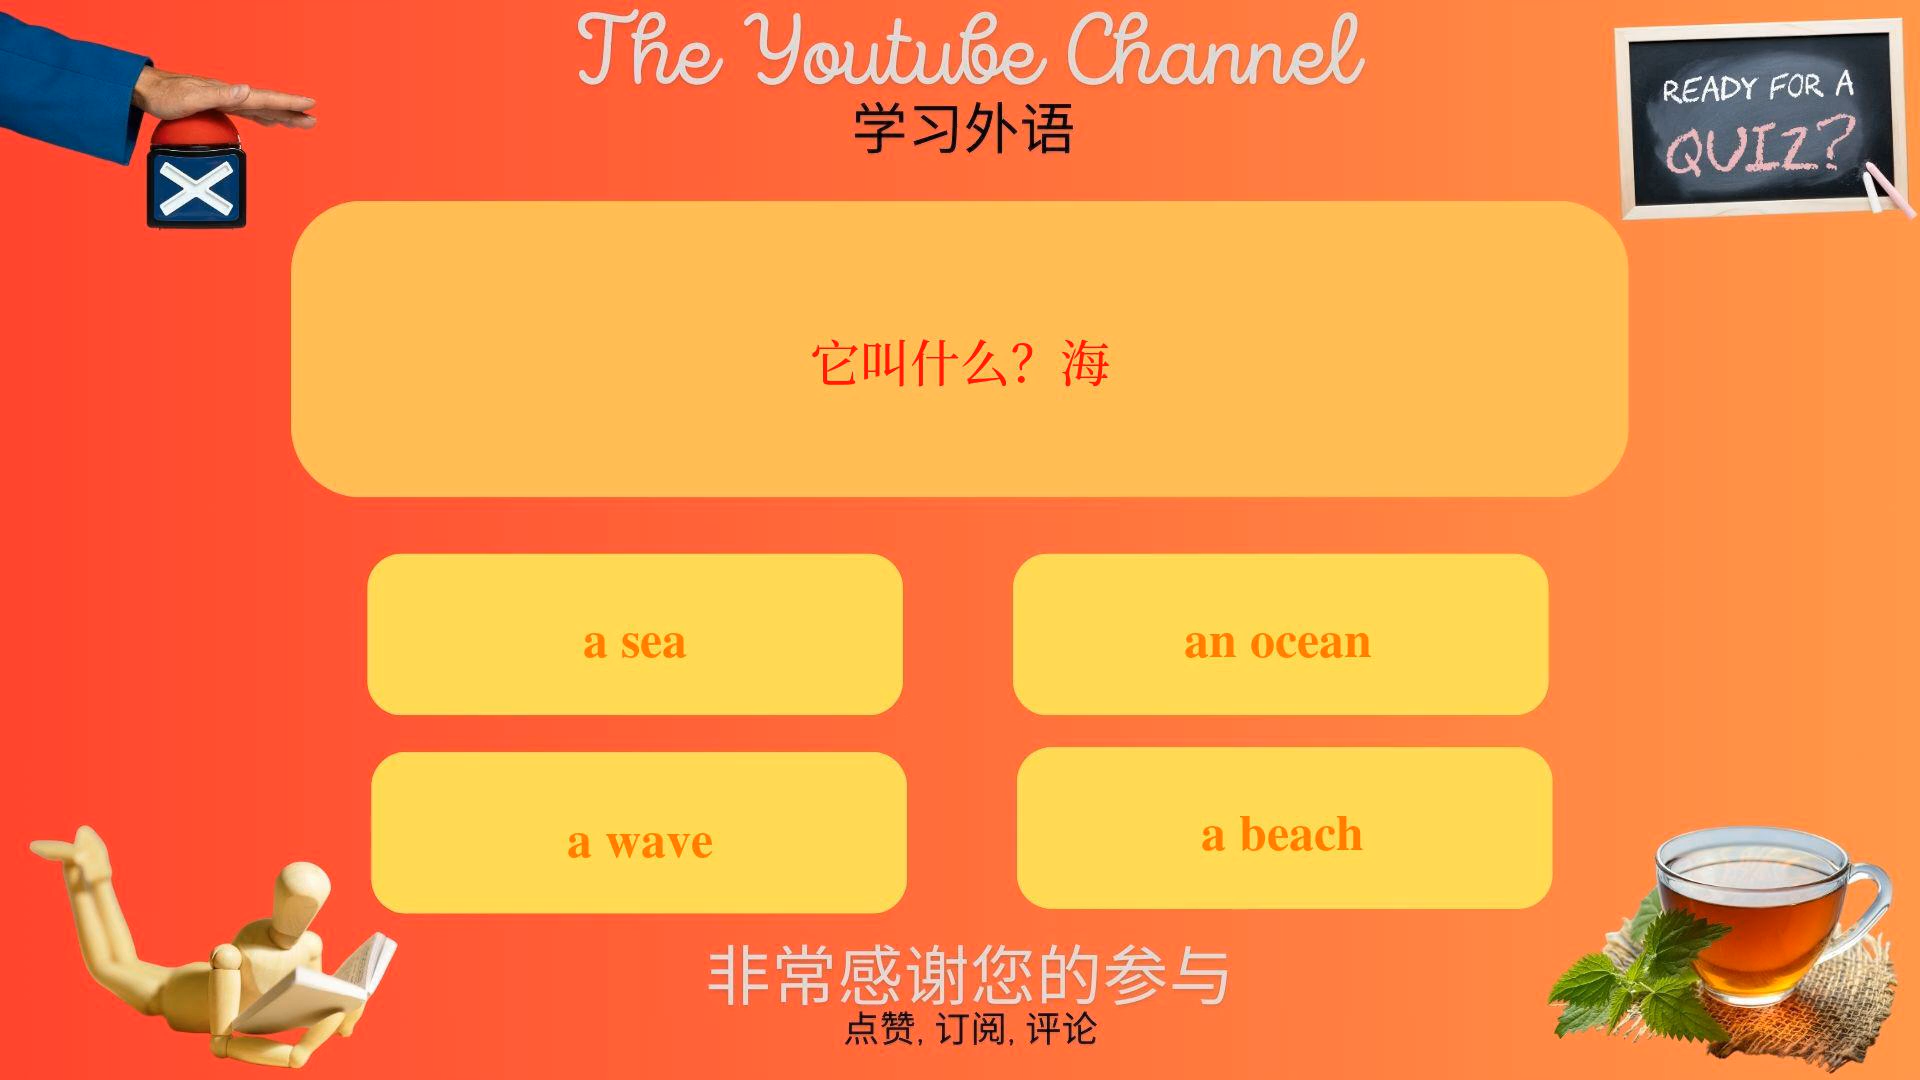 The Youtube Channel
学习外语
READY FOR A
QUIZ?
它叫什么？海
a sea
an ocean
a wave
a beach
非常感谢您的参与
点赞, 订阅, 评论